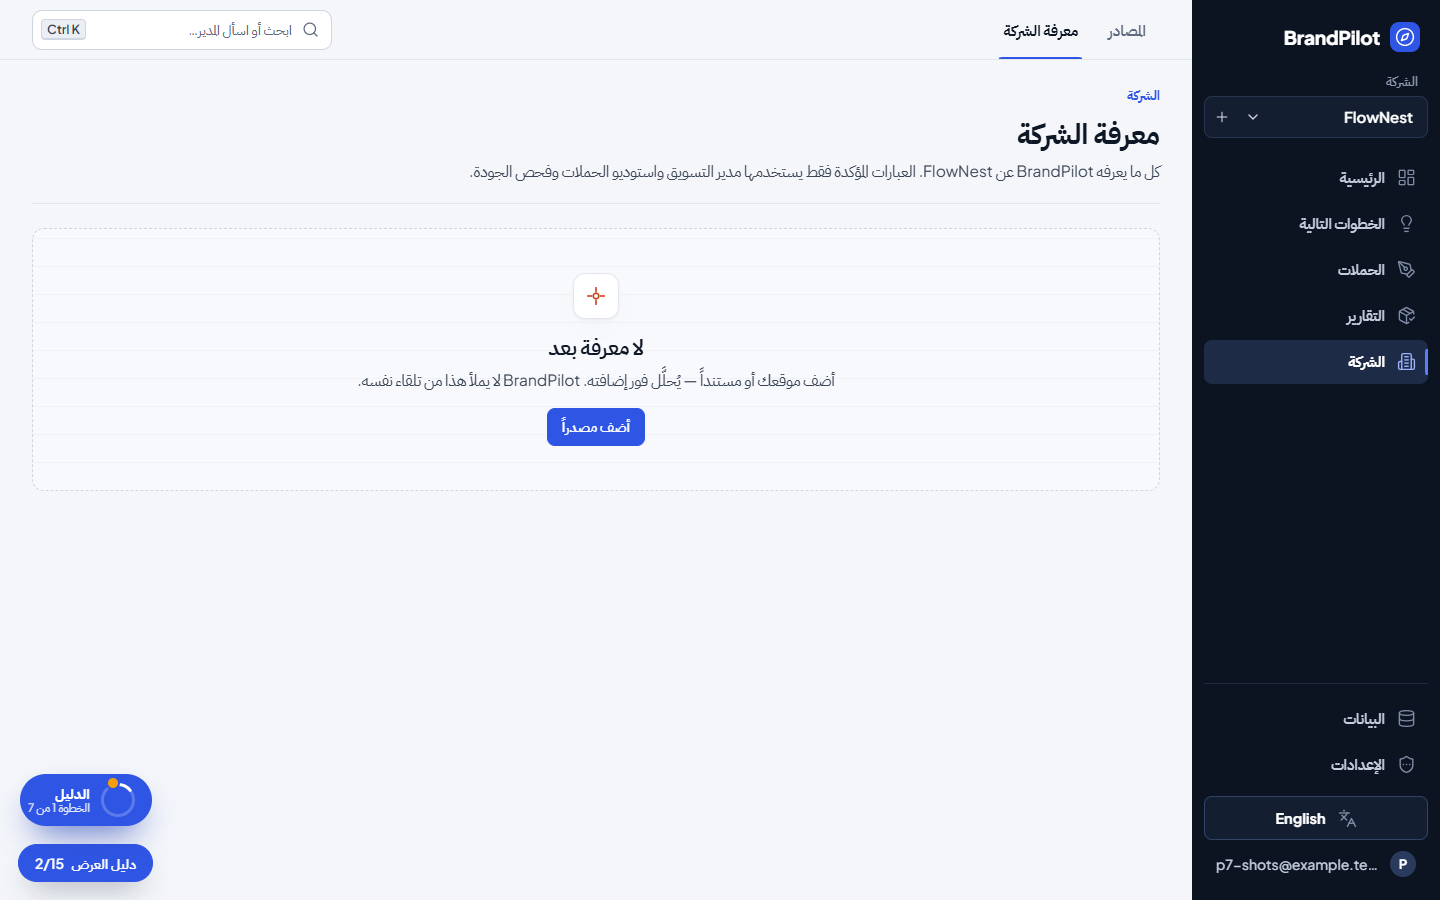 BrandPilot
الشركة
FlowNest
الرئيسية
الخطوات التالية
الحملات
التقارير
الشركة
البيانات
الإعدادات
English
P
p7-shots@example.te...
المصادر
معرفة الشركة
ابحث أو اسأل المدير...
Ctrl K
الشركة
معرفة الشركة
كل ما يعرفه BrandPilot عن FlowNest. العبارات المؤكدة فقط يستخدمها مدير التسويق واستوديو الحملات وفحص الجودة.
لا معرفة بعد
أضف موقعك أو مستنداً — يُحلَّل فور إضافته. BrandPilot لا يملأ هذا من تلقاء نفسه.
أضف مصدراً
الدليل
الخطوة 1 من 7
دليل العرض 2/15